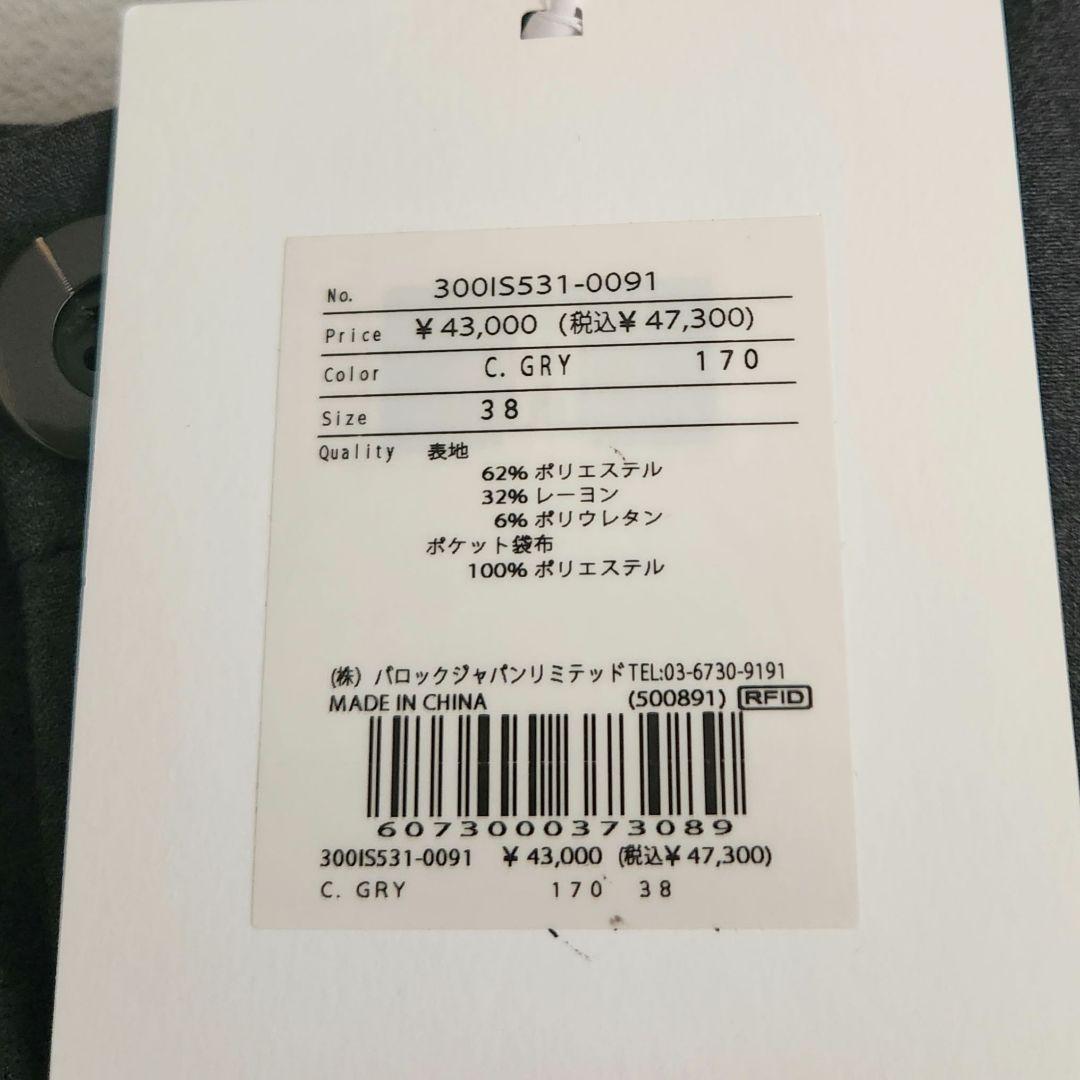 No. 300IS531-0091
Price ¥ 43,000 (税込¥ 47,300)
Color C. GRY 170
Size 38
Quality 表地
62% ポリエステル
32% レーヨン
6% ポリウレタン
ポケット袋布
100% ポリエステル
(株) バロックジャパンリミテッド TEL:03-6730-9191
MADE IN CHINA (500891) RFID
6073000373089
300IS531-0091 ¥ 43,000 (税込¥ 47,300)
C. GRY 170 38